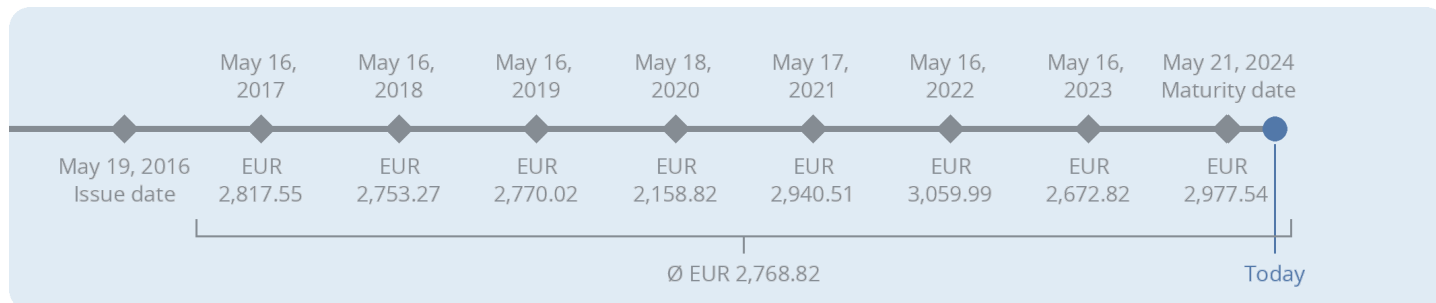 May 16,
2017
May 16,
2018
May 16,
2019
May 18,
2020
May 17,
2021
May 16,
2022
May 16,
2023
May 21, 2024
Maturity date
May 19, 2016
Issue date
EUR
2,817.55
EUR
2,753.27
EUR
2,770.02
EUR
2,158.82
EUR
2,940.51
EUR
3,059.99
EUR
2,672.82
EUR
2,977.54
Ø EUR 2,768.82
Today